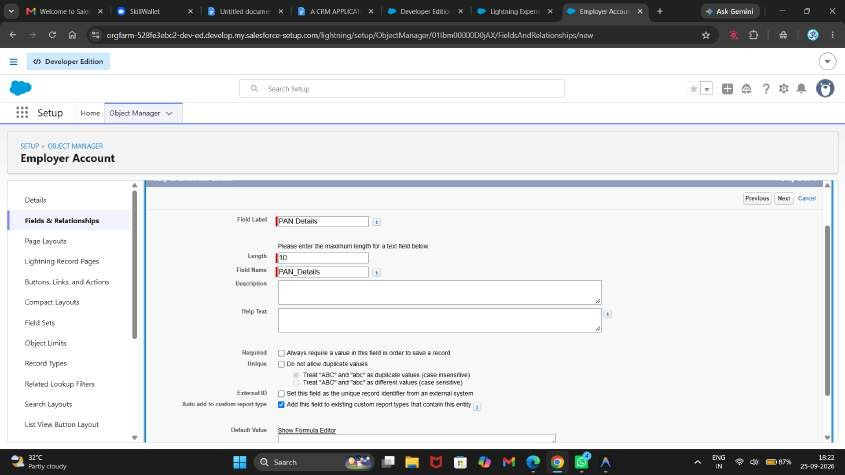 Welcome to Sale
SkillWallet
Untitled docume
A CRM APPLICAT
Developer Editio
Lightning Experi
Employer Accou
Ask Gemini
orgfarm-528fe3ebc2-dev-ed.develop.my.salesforce-setup.com/lightning/setup/ObjectManager/01Ibm00000D0jAX/FieldsAndRelationships/new
Developer Edition
Search Setup
Setup
Home
Object Manager
SETUP > OBJECT MANAGER
Employer Account
Details
Fields & Relationships
Page Layouts
Lightning Record Pages
Buttons, Links, and Actions
Compact Layouts
Field Sets
Object Limits
Record Types
Related Lookup Filters
Search Layouts
List View Button Layout
Previous Next Cancel
Field Label PAN Details
Please enter the maximum length for a text field below.
Length 10
Field Name PAN_Details
Description
Help Text
Required Always require a value in this field in order to save a record
Unique Do not allow duplicate values
Treat "ABC" and "abc" as duplicate values (case insensitive)
Treat "ABC" and "abc" as different values (case sensitive)
External ID Set this field as the unique record identifier from an external system
Auto add to custom report type Add this field to existing custom report types that contain this entity
Default Value Show Formula Editor
32°C
Partly cloudy
Search
ENG
IN
87%
18:22
25-09-2026